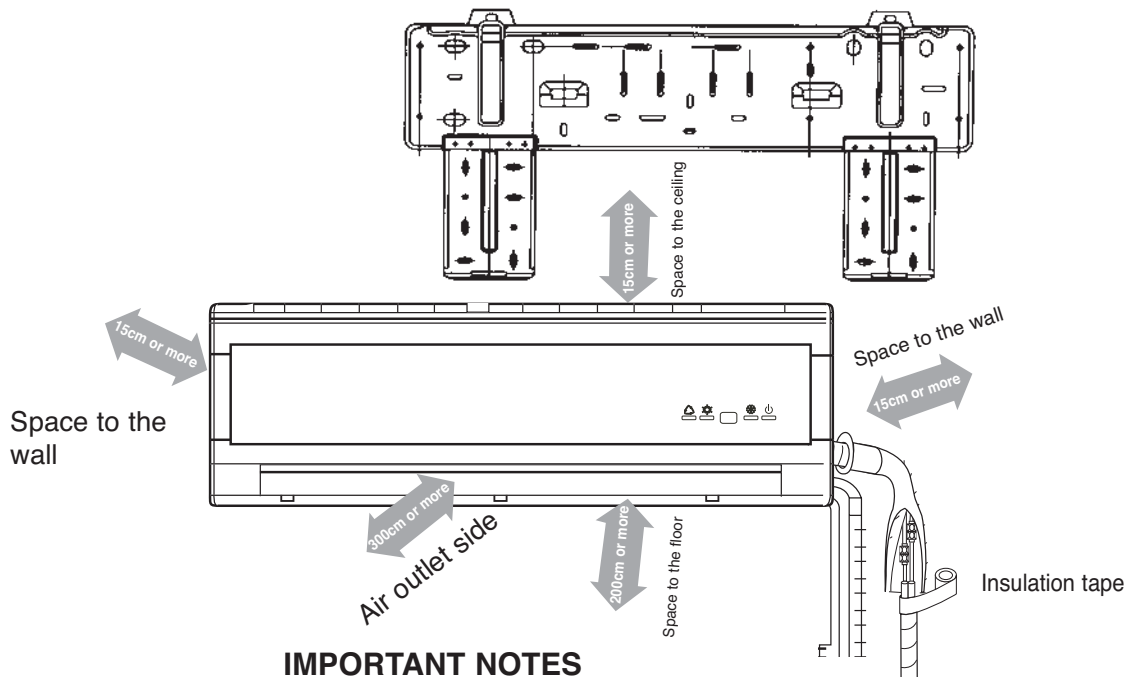 15cm or more
Space to the ceiling
15cm or more
Space to the wall
15cm or more
Space to the
wall
300cm or more
Air outlet side
200cm or more
Space to the floor
Insulation tape
IMPORTANT NOTES